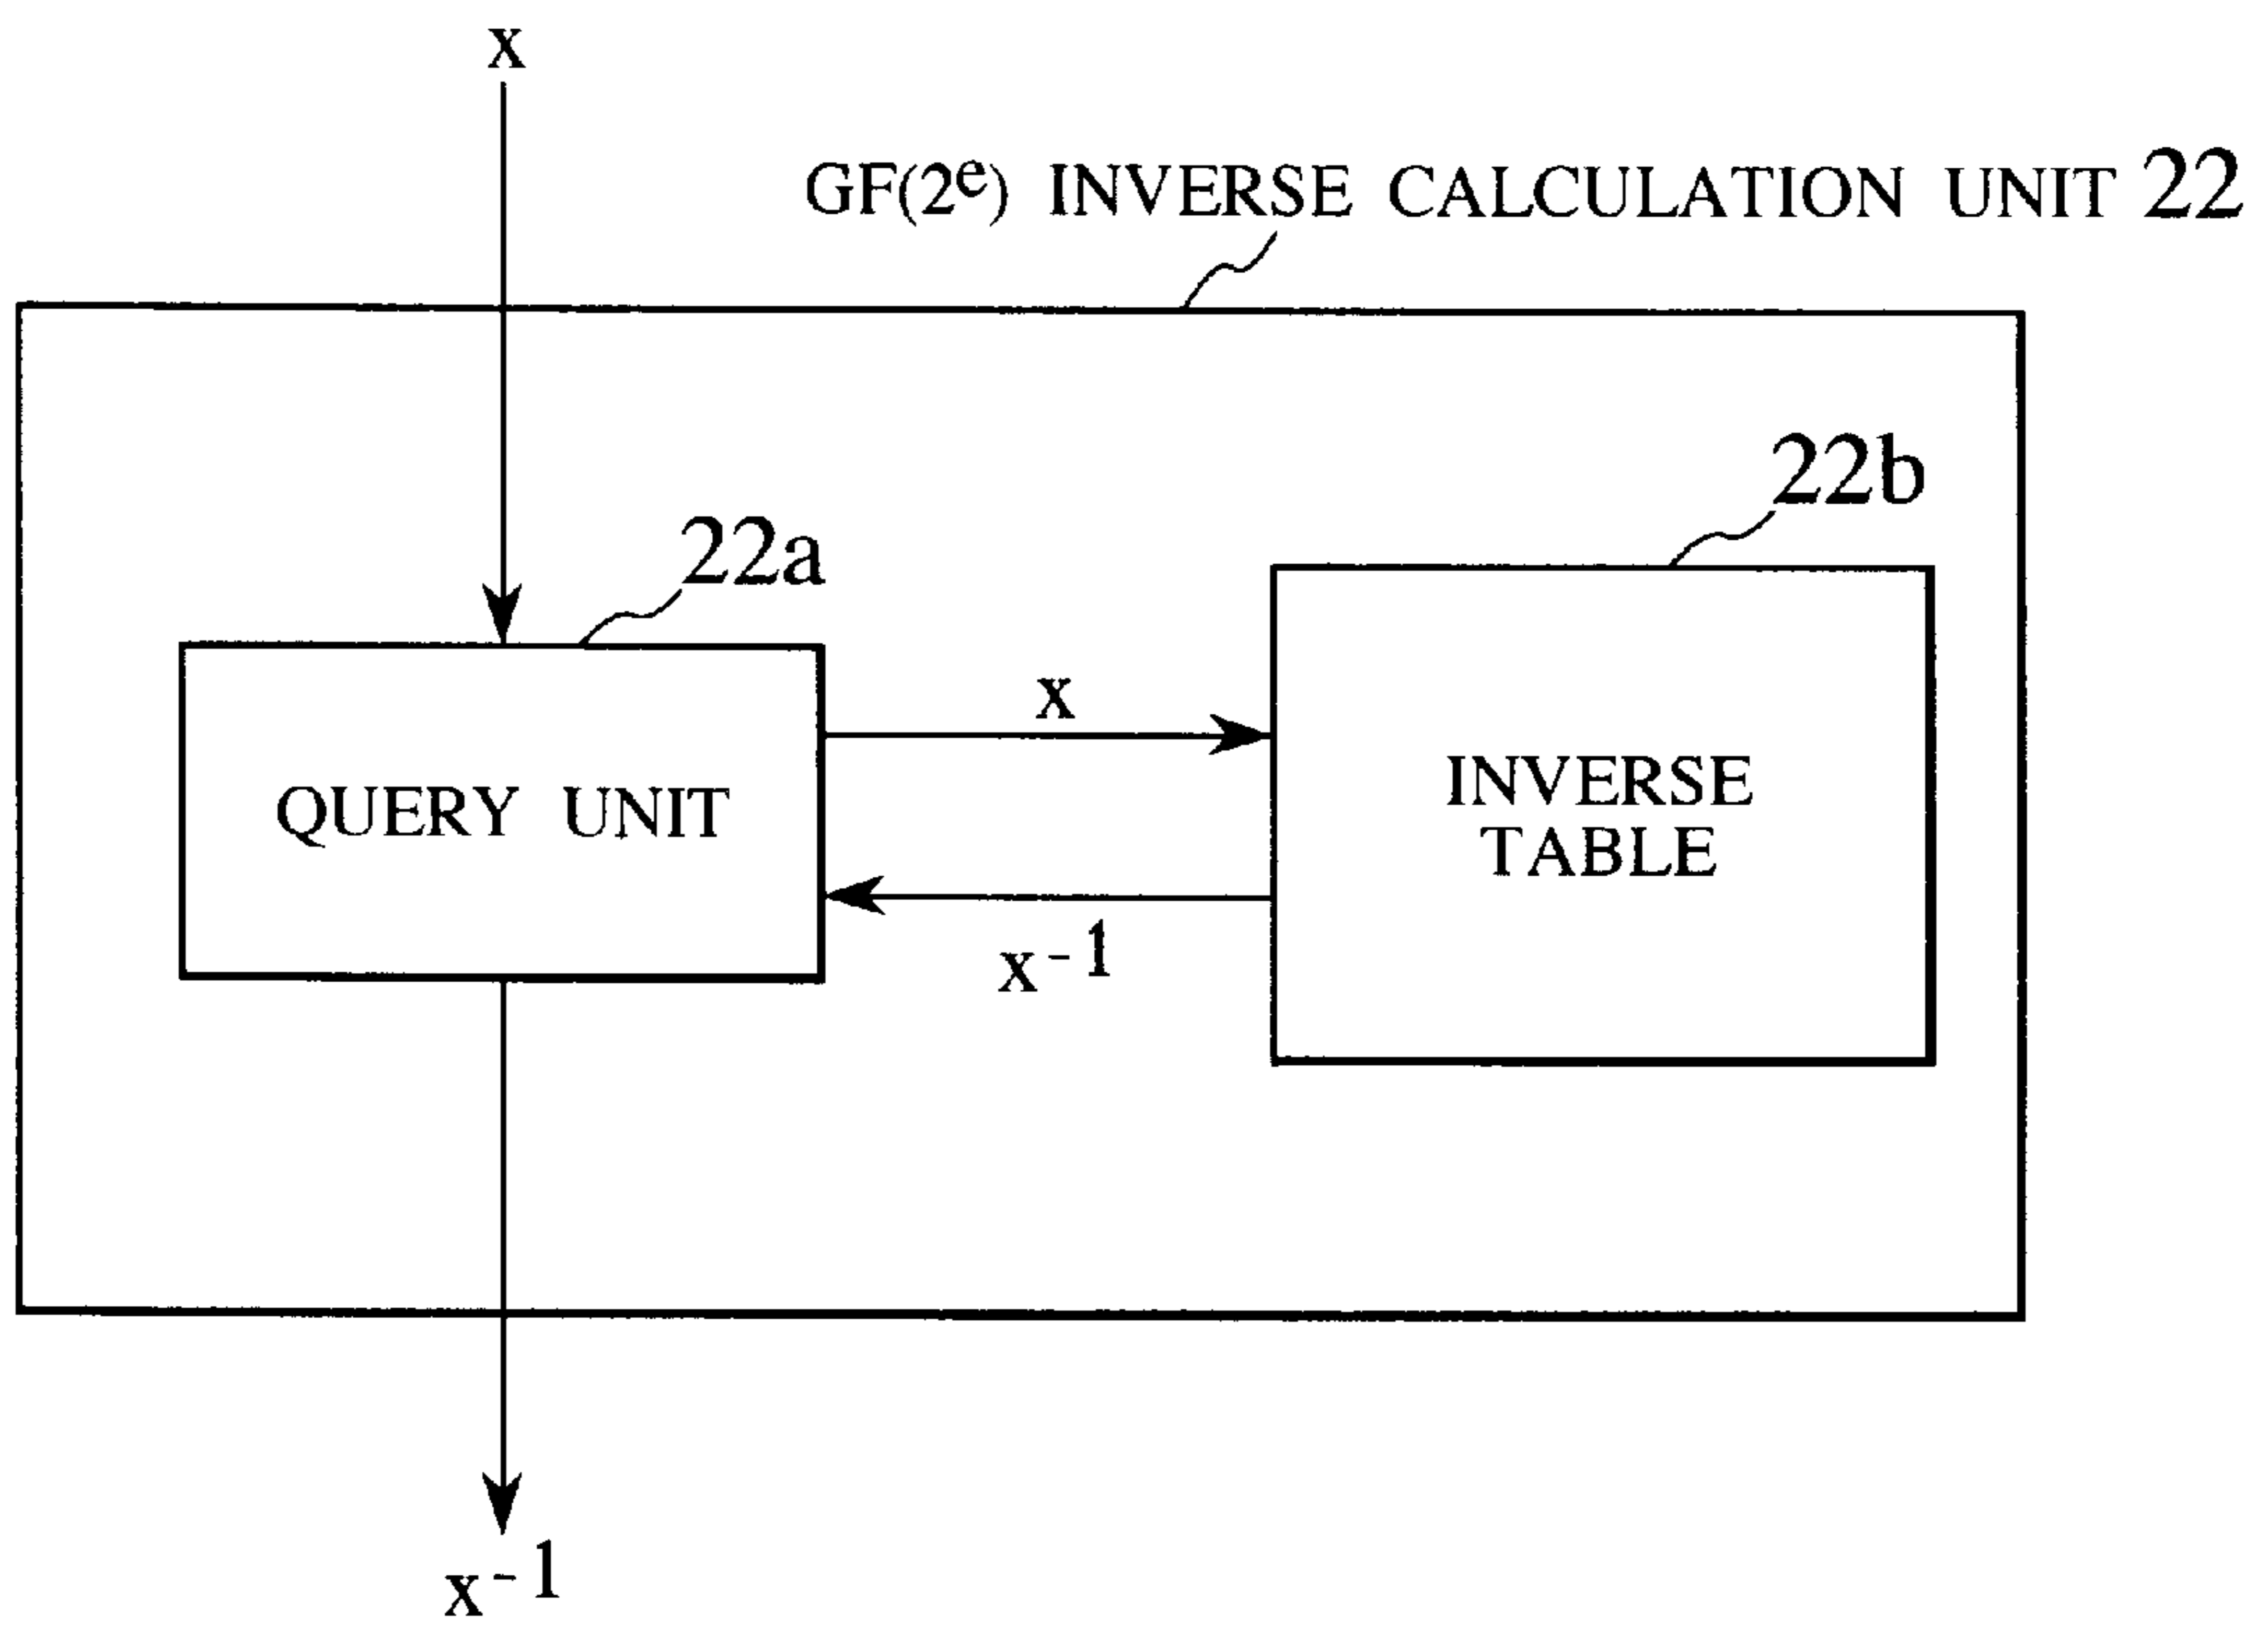 x
GF(2ᵉ) INVERSE CALCULATION UNIT 22
22b
22a
x
QUERY UNIT
INVERSE
TABLE
x⁻¹
x⁻¹